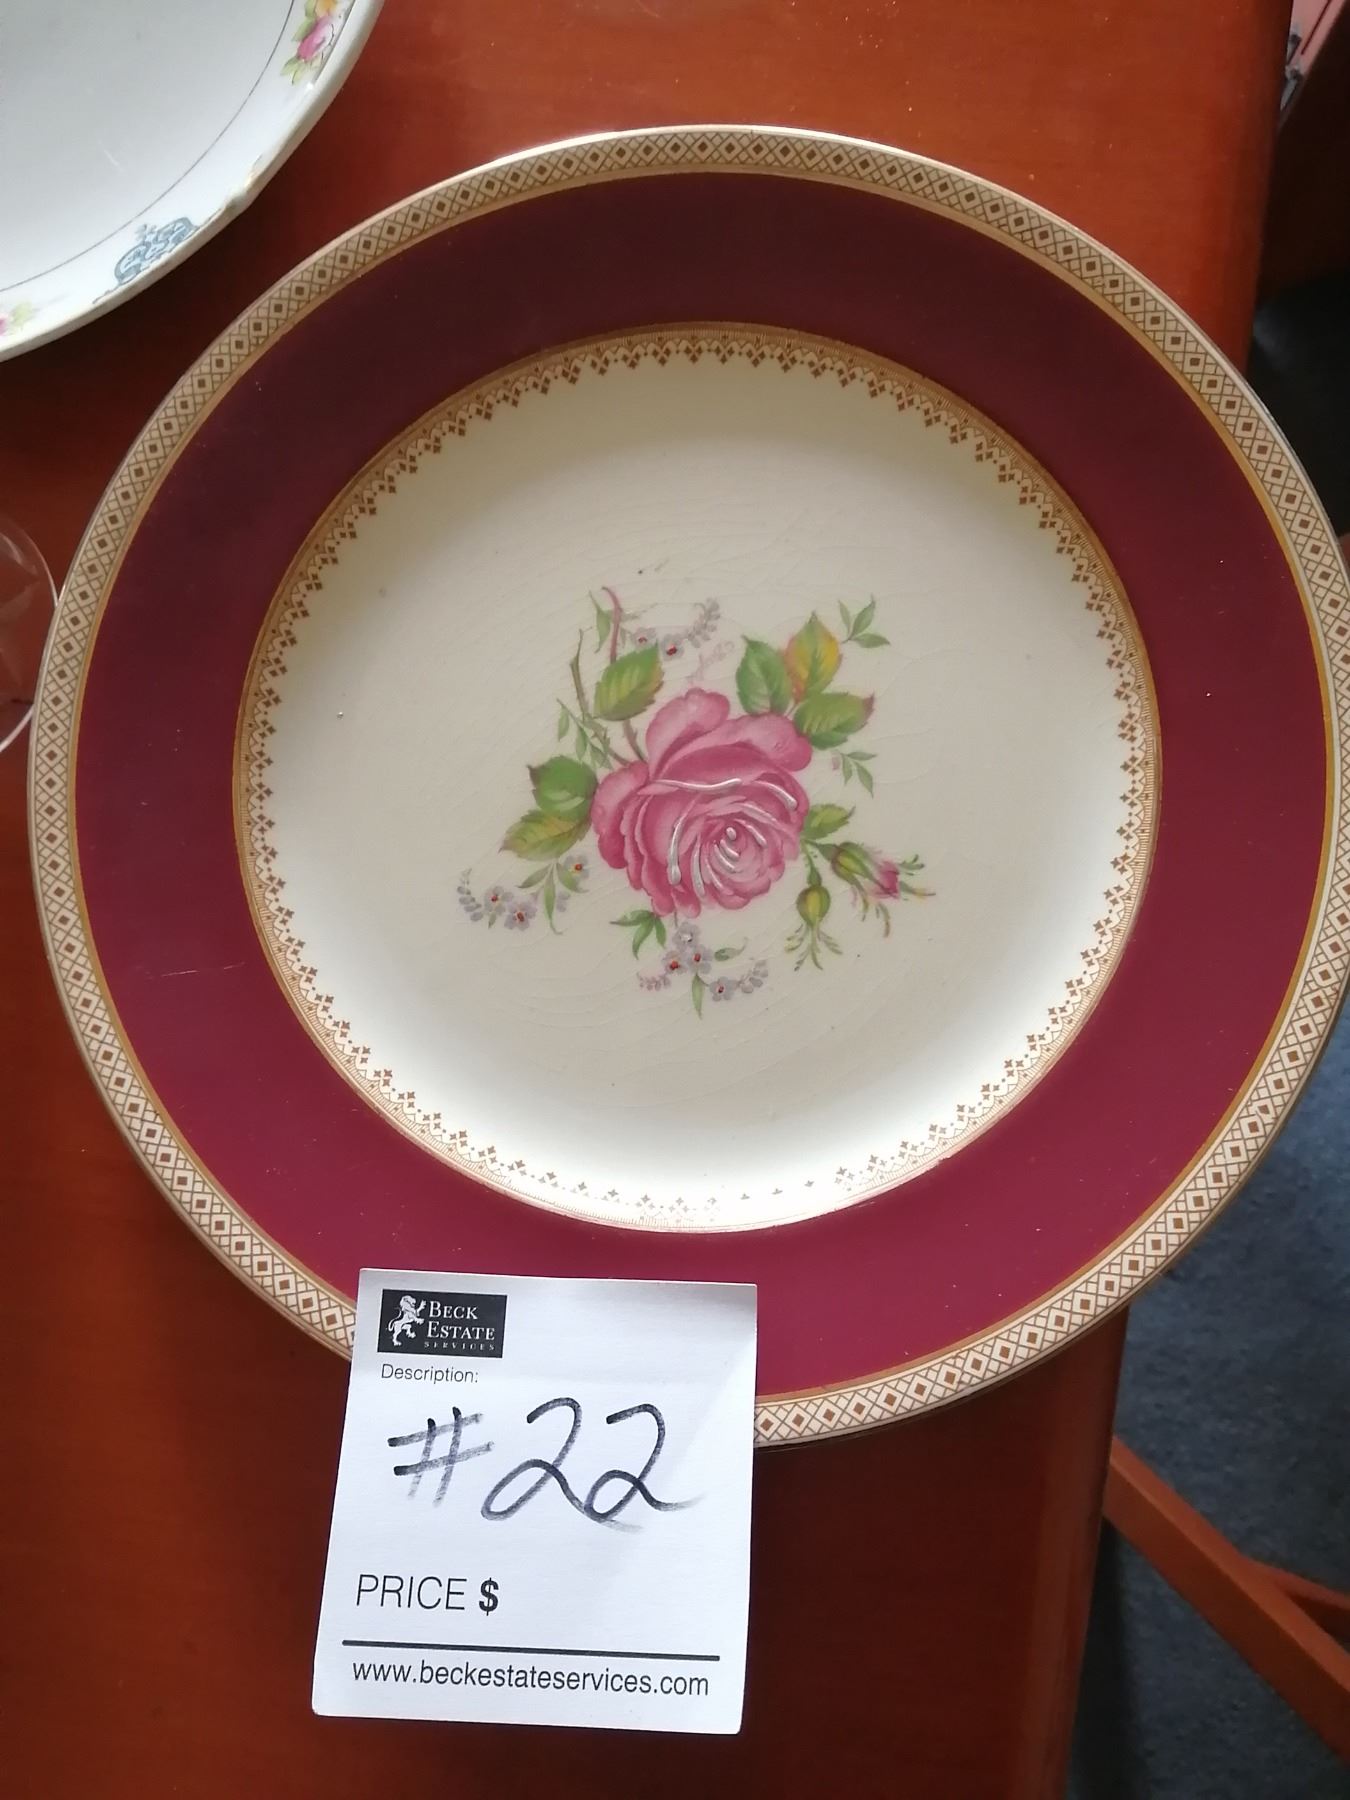 BECK
ESTATE
SERVICES
Description:
#22
PRICE $
www.beckestateservices.com